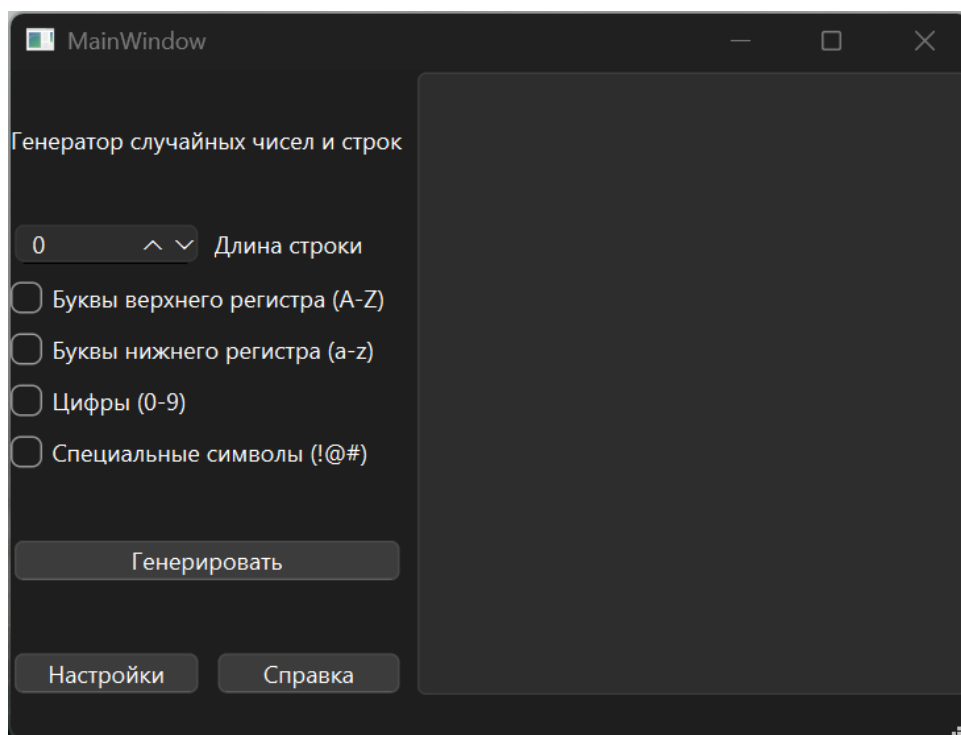 MainWindow
Генератор случайных чисел и строк
0 Длина строки
Буквы верхнего регистра (A-Z)
Буквы нижнего регистра (a-z)
Цифры (0-9)
Специальные символы (!@#)
Генерировать
Настройки Справка